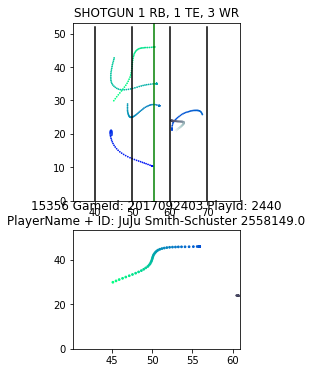 SHOTGUN 1 RB, 1 TE, 3 WR
50
40
30
20
10
0
40 50 60 70
15356 GameId: 2017092403 PlayId: 2440
PlayerName + ID: JuJu Smith-Schuster 2558149.0
40
20
0
45 50 55 60